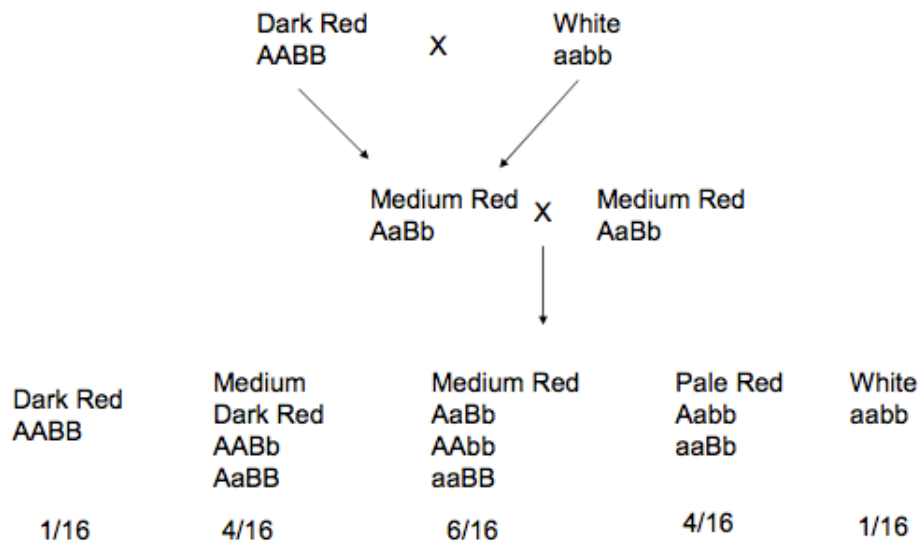 Dark Red
AABB
X
White
aabb
Medium Red
AaBb
X
Medium Red
AaBb
Dark Red
AABB
Medium
Dark Red
AABb
AaBB
Medium Red
AaBb
AAbb
aaBB
Pale Red
Aabb
aaBb
White
aabb
1/16
4/16
6/16
4/16
1/16